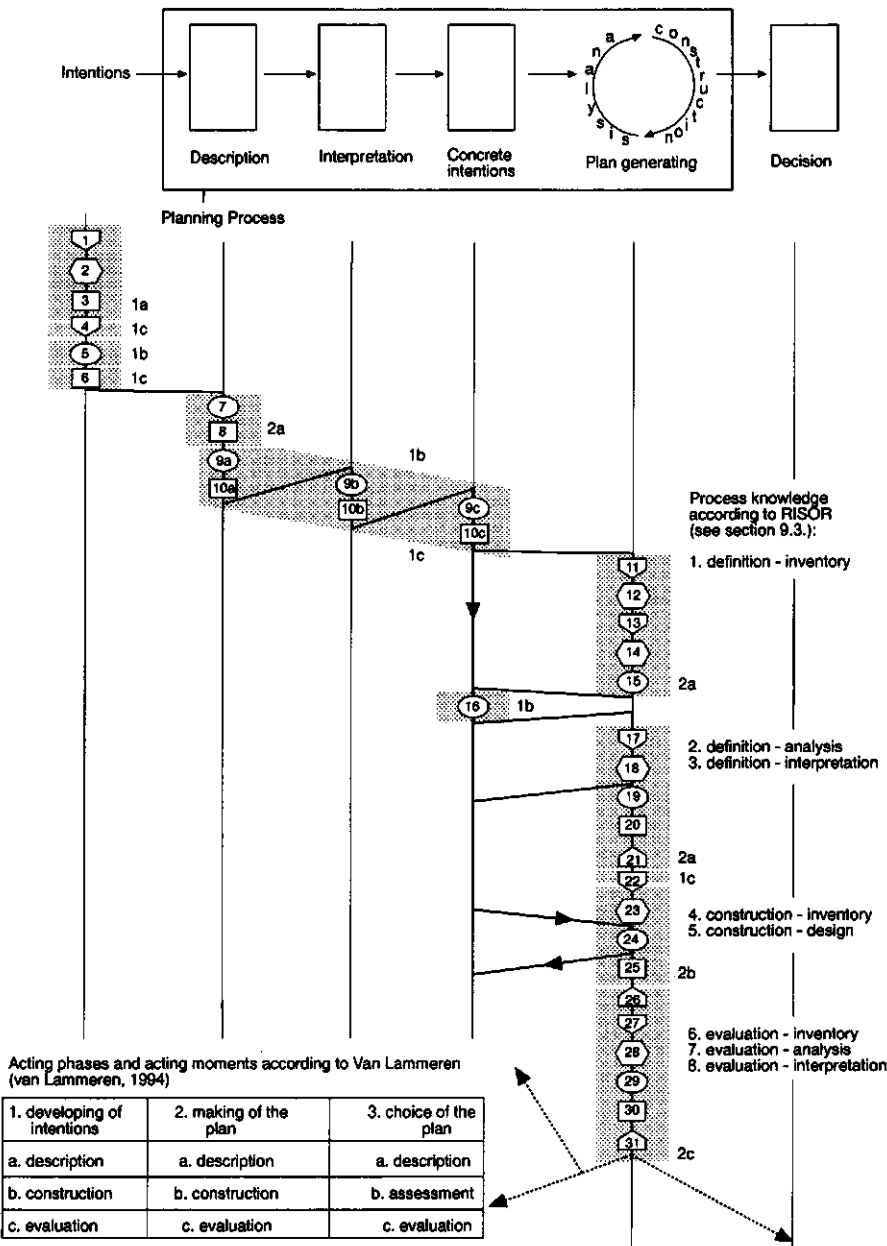 Intentions
Description
Interpretation
Concrete
intentions
analysis
construction
Plan generating
Decision
Planning Process
1
2
3
1a
4
1c
5
1b
6
1c
7
8
2a
9a
10a
1b
9b
10b
9c
10c
1c
Process knowledge
according to RISOR
(see section 9.3.):
11
1. definition - inventory
12
13
14
15
2a
16
1b
17
2. definition - analysis
18
3. definition - interpretation
19
20
21
2a
22
1c
23
4. construction - inventory
24
5. construction - design
25
2b
26
27
6. evaluation - inventory
28
7. evaluation - analysis
8. evaluation - interpretation
29
30
31
2c
Acting phases and acting moments according to Van Lammeren
(van Lammeren, 1994)
1. developing of
intentions
2. making of the
plan
3. choice of the
plan
a. description
a. description
a. description
b. construction
b. construction
b. assessment
c. evaluation
c. evaluation
c. evaluation